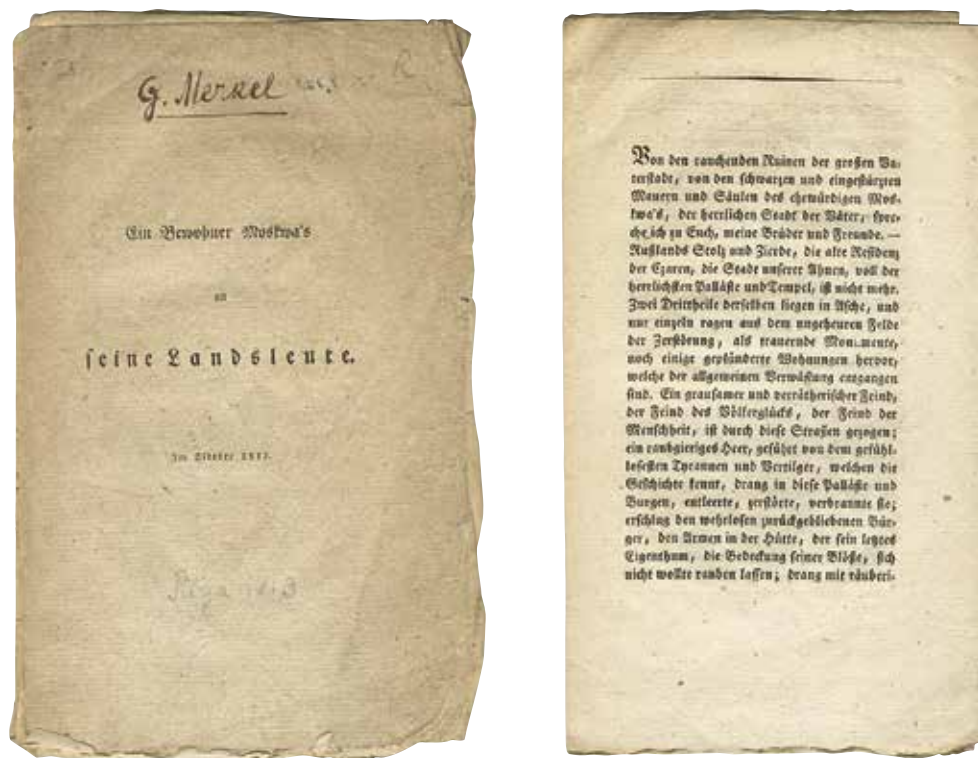 G. Merkel
Ein Bewohner Moskwa's
an
seine Landsleute.
Im Oktober
Riga
Von den rauchenden Ruinen der großen Va-
terstadt, von den schwarzen und eingestürzten
Mauern und Säulen des ehrwürdigen Mos-
kwa's, der herrlichen Stadt der Väter, spre-
che ich zu Euch, meine Brüder und Freunde. —
Rußlands Stolz und Zierde, die alte Residenz
der Czaren, die Stadt unserer Ahnen, voll der
herrlichsten Palläste und Tempel, ist nicht mehr.
Zwei Drittheile derselben liegen in Asche, und
nur einzeln ragen aus dem ungeheuren Felde
der Zerstörung, als trauernde Monumente,
noch einige geplünderte Wohnungen hervor,
welche der allgemeinen Verwüstung entgangen
sind. Ein grausamer und verrätherischer Feind,
der Feind des Völkerglücks, der Feind der
Menschheit, ist durch diese Straßen gezogen;
ein raubgieriges Heer, geführt von dem gefühl-
losesten Tyrannen und Vertilger, welchen die
Geschichte kennt, drang in diese Palläste und
Burgen, entleerte, zerstörte, verbrannte sie;
erschlug den wehrlosen zurückgebliebenen Bür-
ger, den Armen in der Hütte, der sein letztes
Eigenthum, die Bedeckung seiner Blöße, sich
nicht wollte rauben lassen; drang mit räuberi-